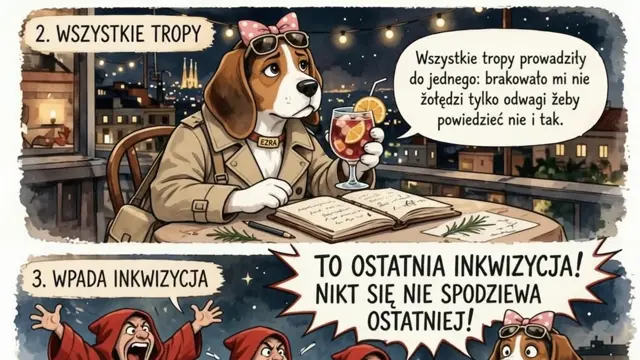 2. WSZYSTKIE TROPY
Wszystkie tropy prowadziły
do jednego: brakowało mi nie
żołędzi tylko odwagi żeby
powiedzieć nie i tak.
EZRA
3. WPADA INKWIZYCJA
TO OSTATNIA INKWIZYCJA!
NIKT SIĘ NIE SPODZIEWA
OSTATNIEJ!